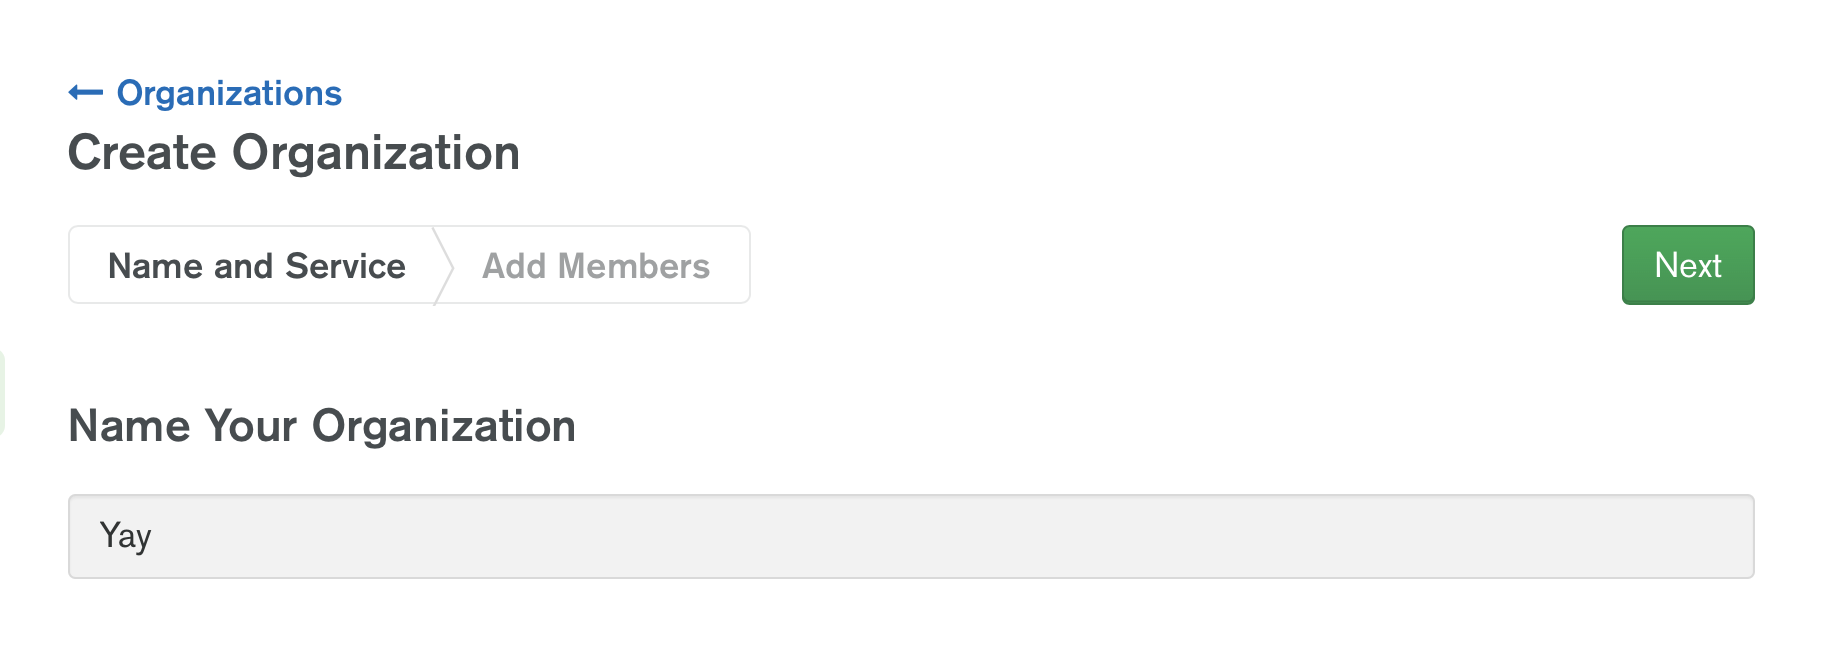 Organizations
Create Organization
Name and Service
Add Members
Next
Name Your Organization
Yay